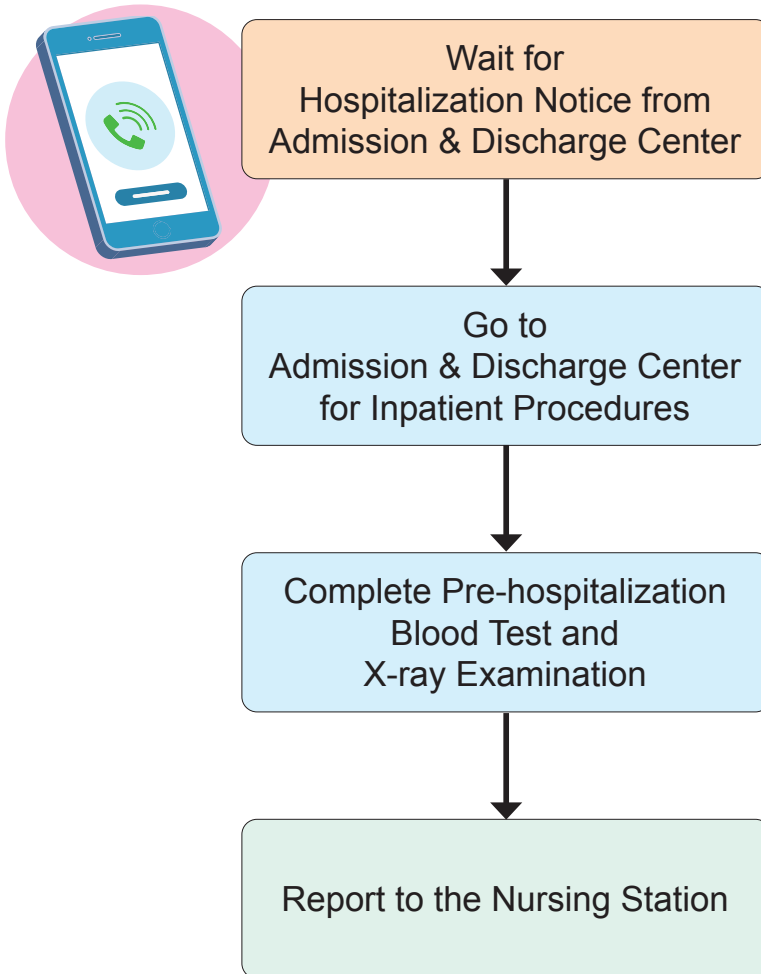 Wait for
Hospitalization Notice from
Admission & Discharge Center
Go to
Admission & Discharge Center
for Inpatient Procedures
Complete Pre-hospitalization
Blood Test and
X-ray Examination
Report to the Nursing Station